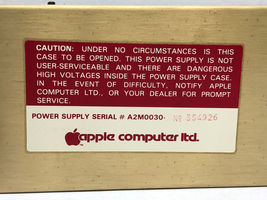 CAUTION: UNDER NO CIRCUMSTANCES IS THIS
CASE TO BE OPENED. THIS POWER SUPPLY IS NOT
USER-SERVICEABLE AND THERE ARE DANGEROUS
HIGH VOLTAGES INSIDE THE POWER SUPPLY CASE.
IN THE EVENT OF DIFFICULTY, NOTIFY APPLE
COMPUTER LTD., OR YOUR DEALER FOR PROMPT
SERVICE.
POWER SUPPLY SERIAL # A2M0030- Nº 554926
apple computer ltd.